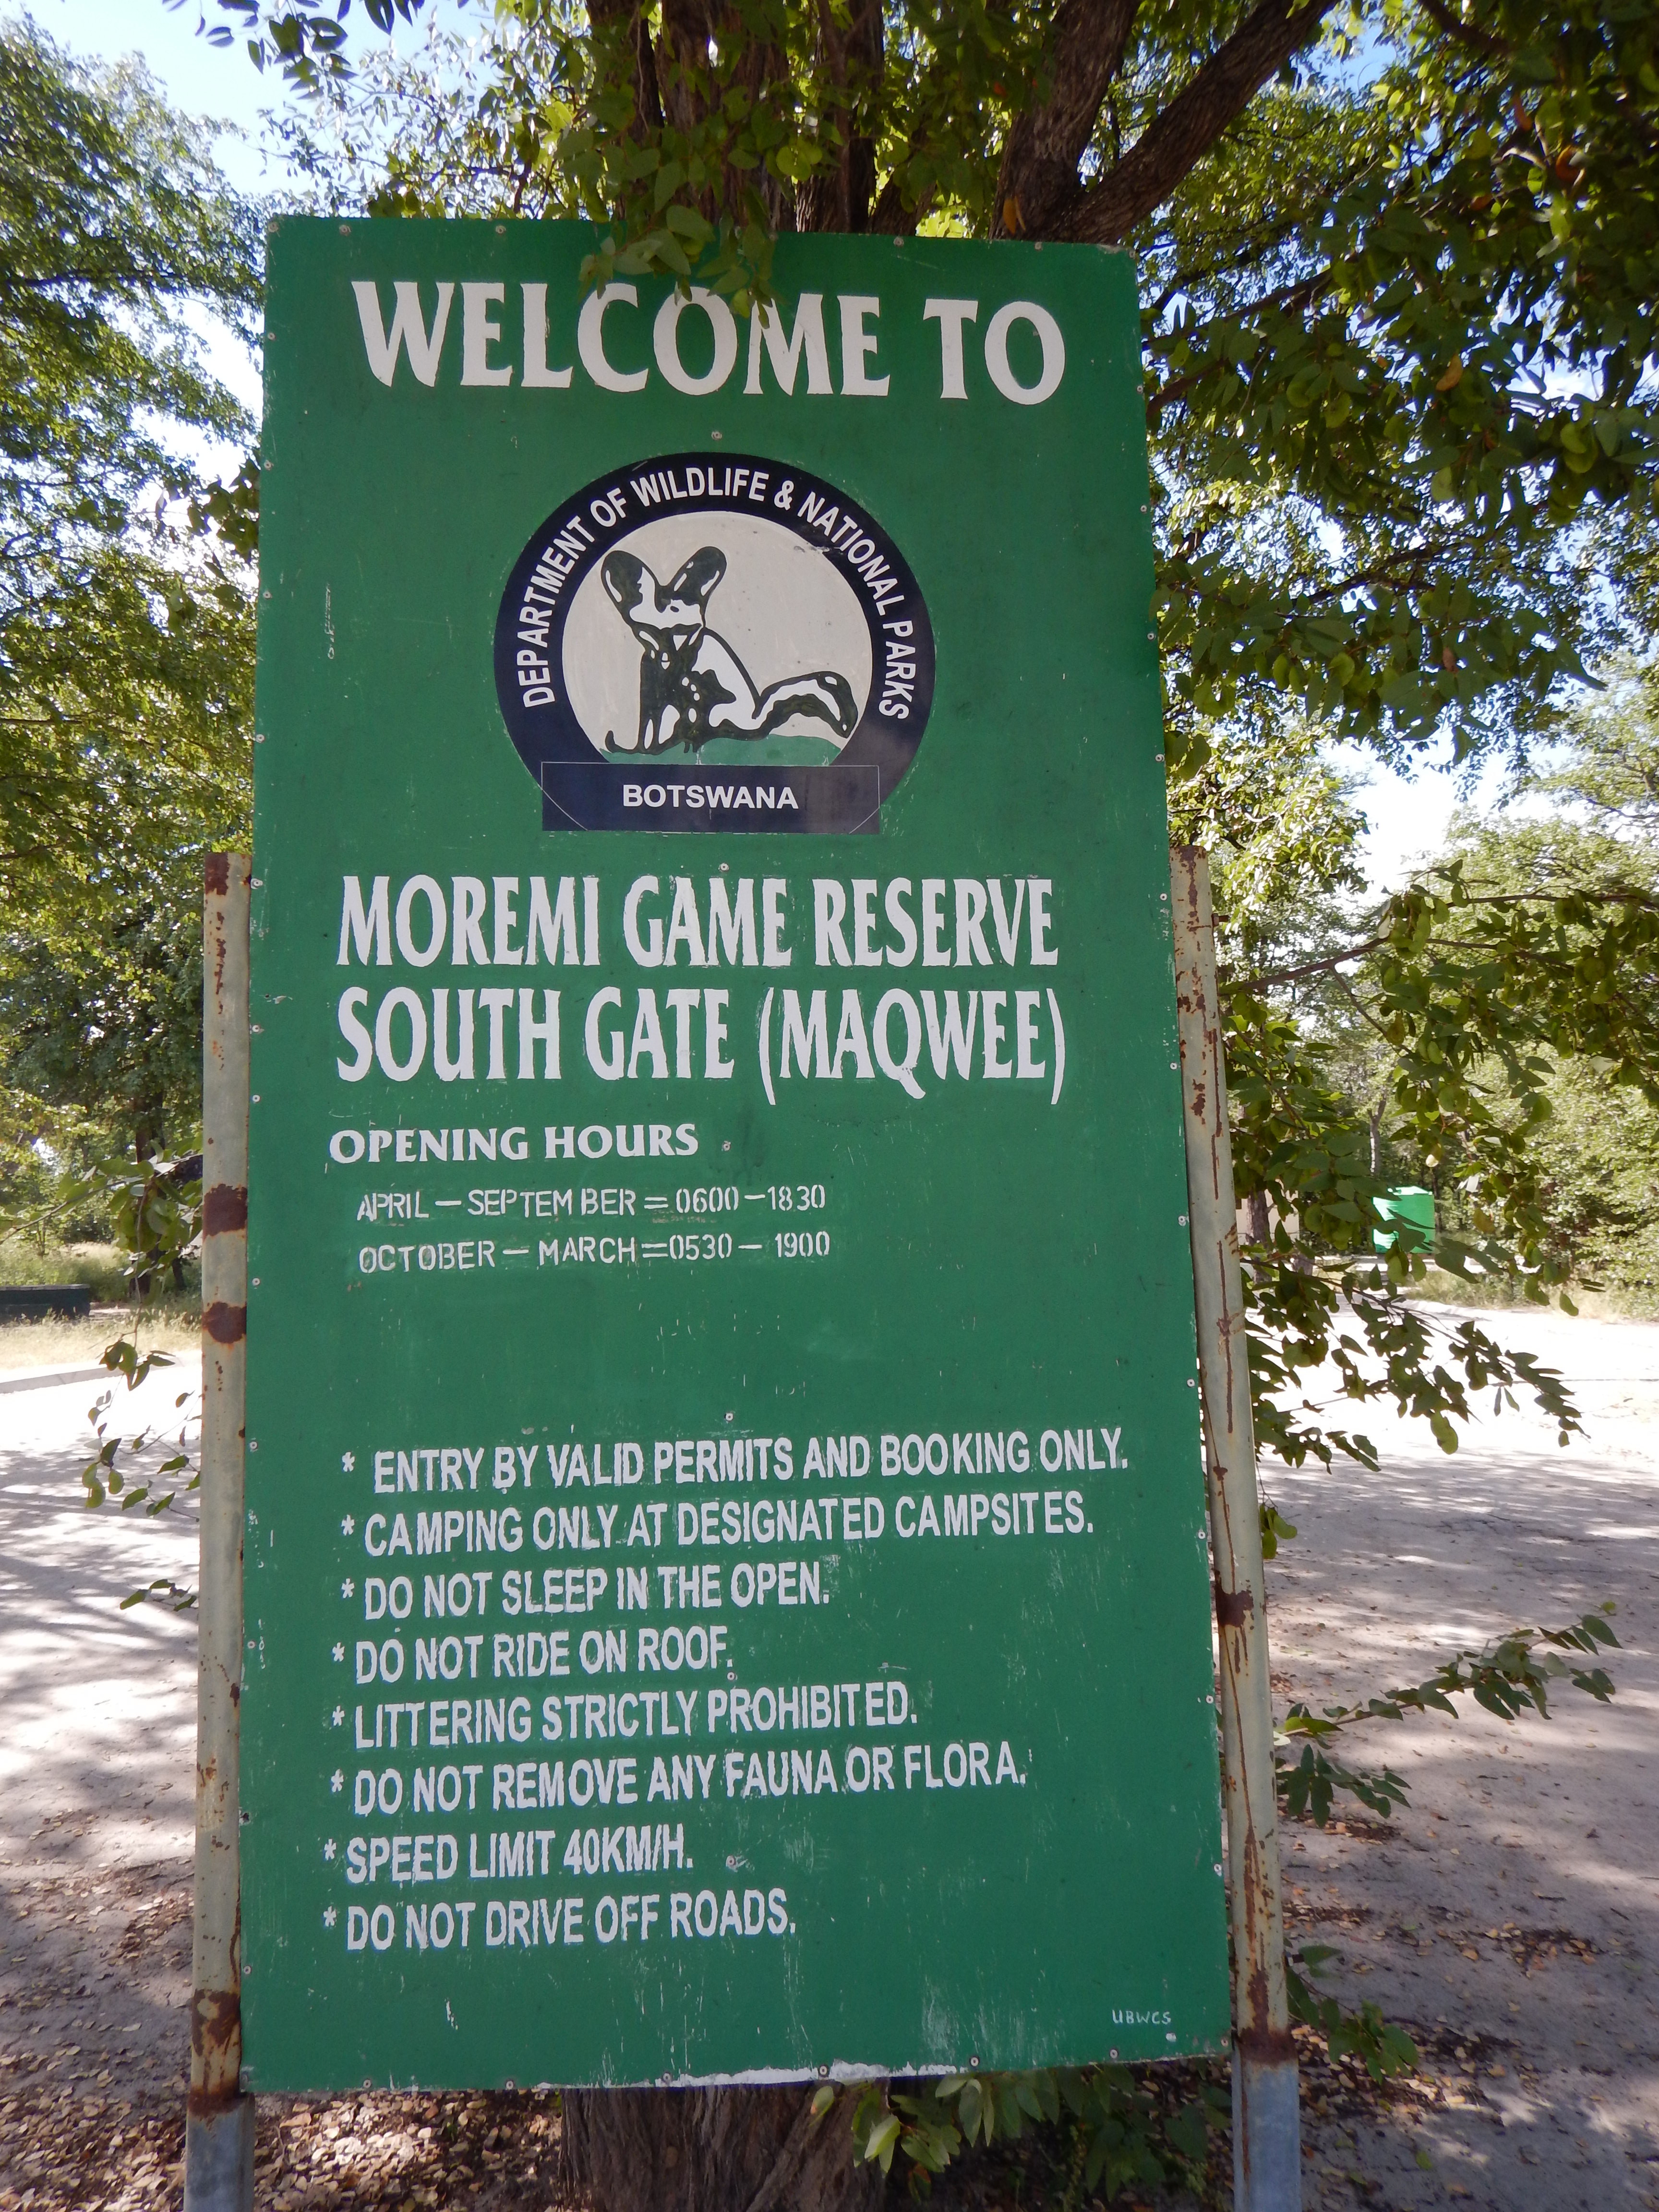 WELCOME TO
DEPARTMENT OF WILDLIFE & NATIONAL PARKS
BOTSWANA
MOREMI GAME RESERVE
SOUTH GATE (MAQWEE)
OPENING HOURS
APRIL — SEPTEMBER = 0600 — 1830
OCTOBER — MARCH = 0530 — 1900
* ENTRY BY VALID PERMITS AND BOOKING ONLY.
* CAMPING ONLY AT DESIGNATED CAMPSITES.
* DO NOT SLEEP IN THE OPEN.
* DO NOT RIDE ON ROOF.
* LITTERING STRICTLY PROHIBITED.
* DO NOT REMOVE ANY FAUNA OR FLORA.
* SPEED LIMIT 40KM/H.
* DO NOT DRIVE OFF ROADS.
UBWCS